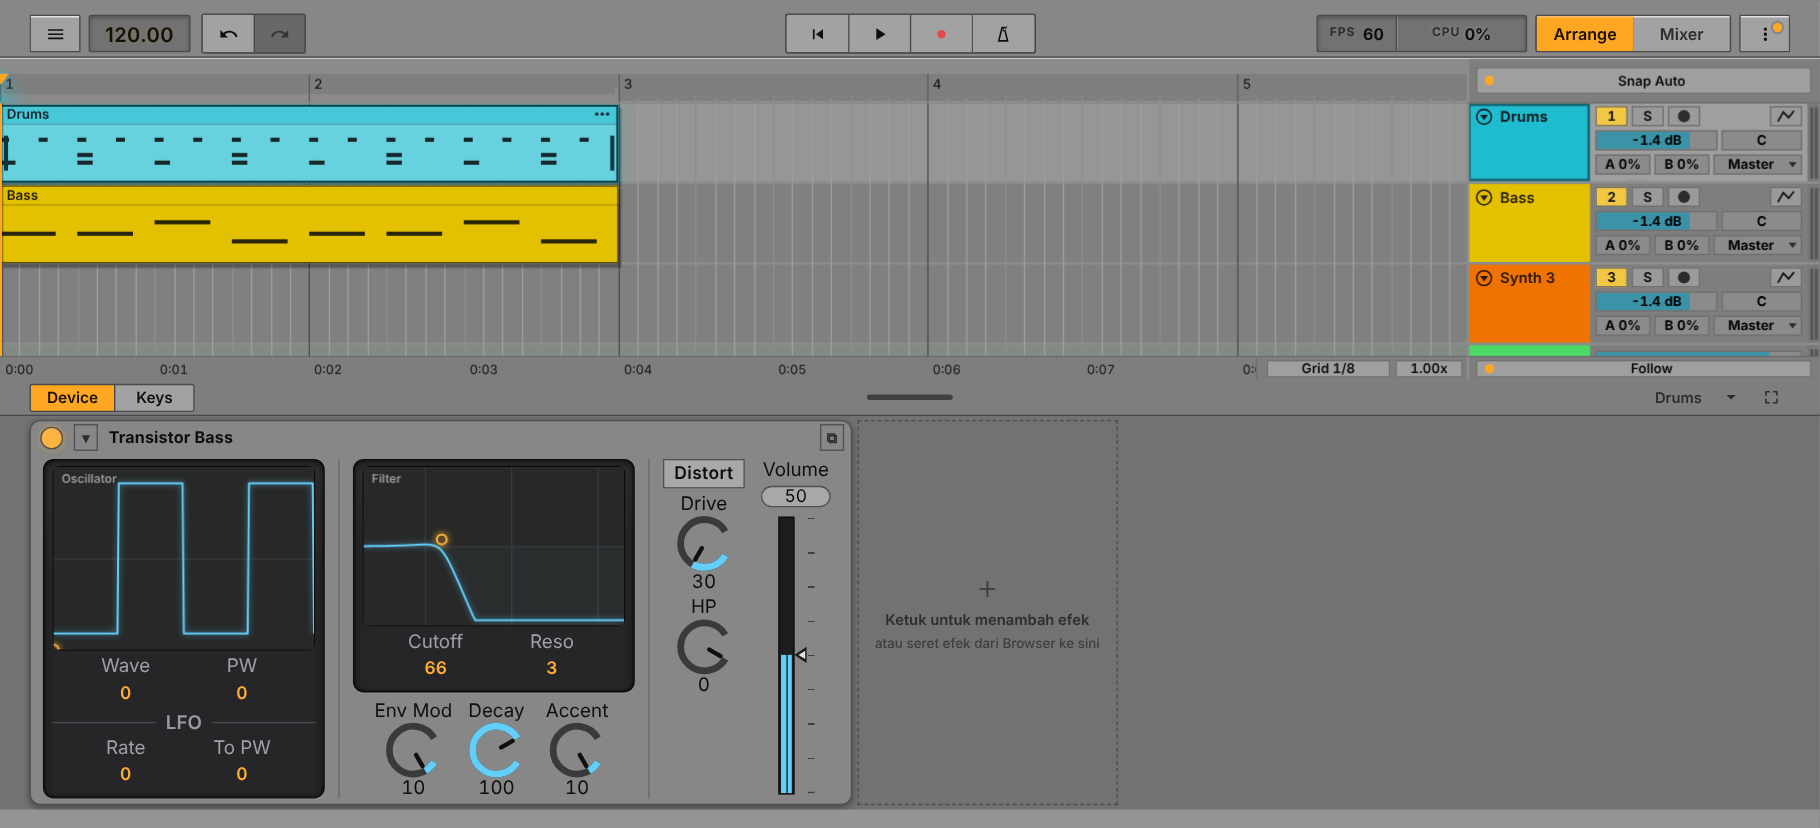 120.00
FPS 60
CPU 0%
Arrange
Mixer
1
2
3
4
5
Snap Auto
Drums
Bass
Drums
1
S
-1.4 dB
C
A 0%
B 0%
Master
Bass
2
S
-1.4 dB
C
A 0%
B 0%
Master
Synth 3
3
S
-1.4 dB
C
A 0%
B 0%
Master
0:00
0:01
0:02
0:03
0:04
0:05
0:06
0:07
Grid 1/8
1.00x
Follow
Device
Keys
Drums
Transistor Bass
Oscillator
Wave
PW
0
0
LFO
Rate
To PW
0
0
Filter
Cutoff
Reso
66
3
Env Mod
Decay
Accent
10
100
10
Distort
Drive
30
HP
0
Volume
50
Ketuk untuk menambah efek
atau seret efek dari Browser ke sini